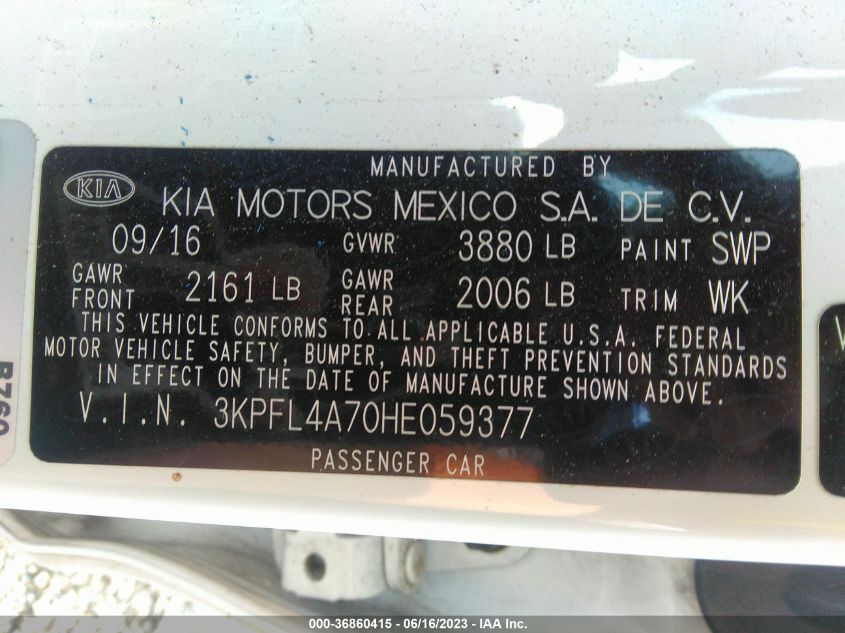 MANUFACTURED BY
KIA KIA MOTORS MEXICO S.A. DE C.V.
09/16 GVWR 3880 LB PAINT SWP
GAWR FRONT 2161 LB GAWR REAR 2006 LB TRIM WK
THIS VEHICLE CONFORMS TO ALL APPLICABLE U.S.A. FEDERAL
MOTOR VEHICLE SAFETY, BUMPER, AND THEFT PREVENTION STANDARDS
IN EFFECT ON THE DATE OF MANUFACTURE SHOWN ABOVE.
V.I.N. 3KPFL4A70HE059377
PASSENGER CAR
000-36860415 - 06/16/2023 - IAAI.